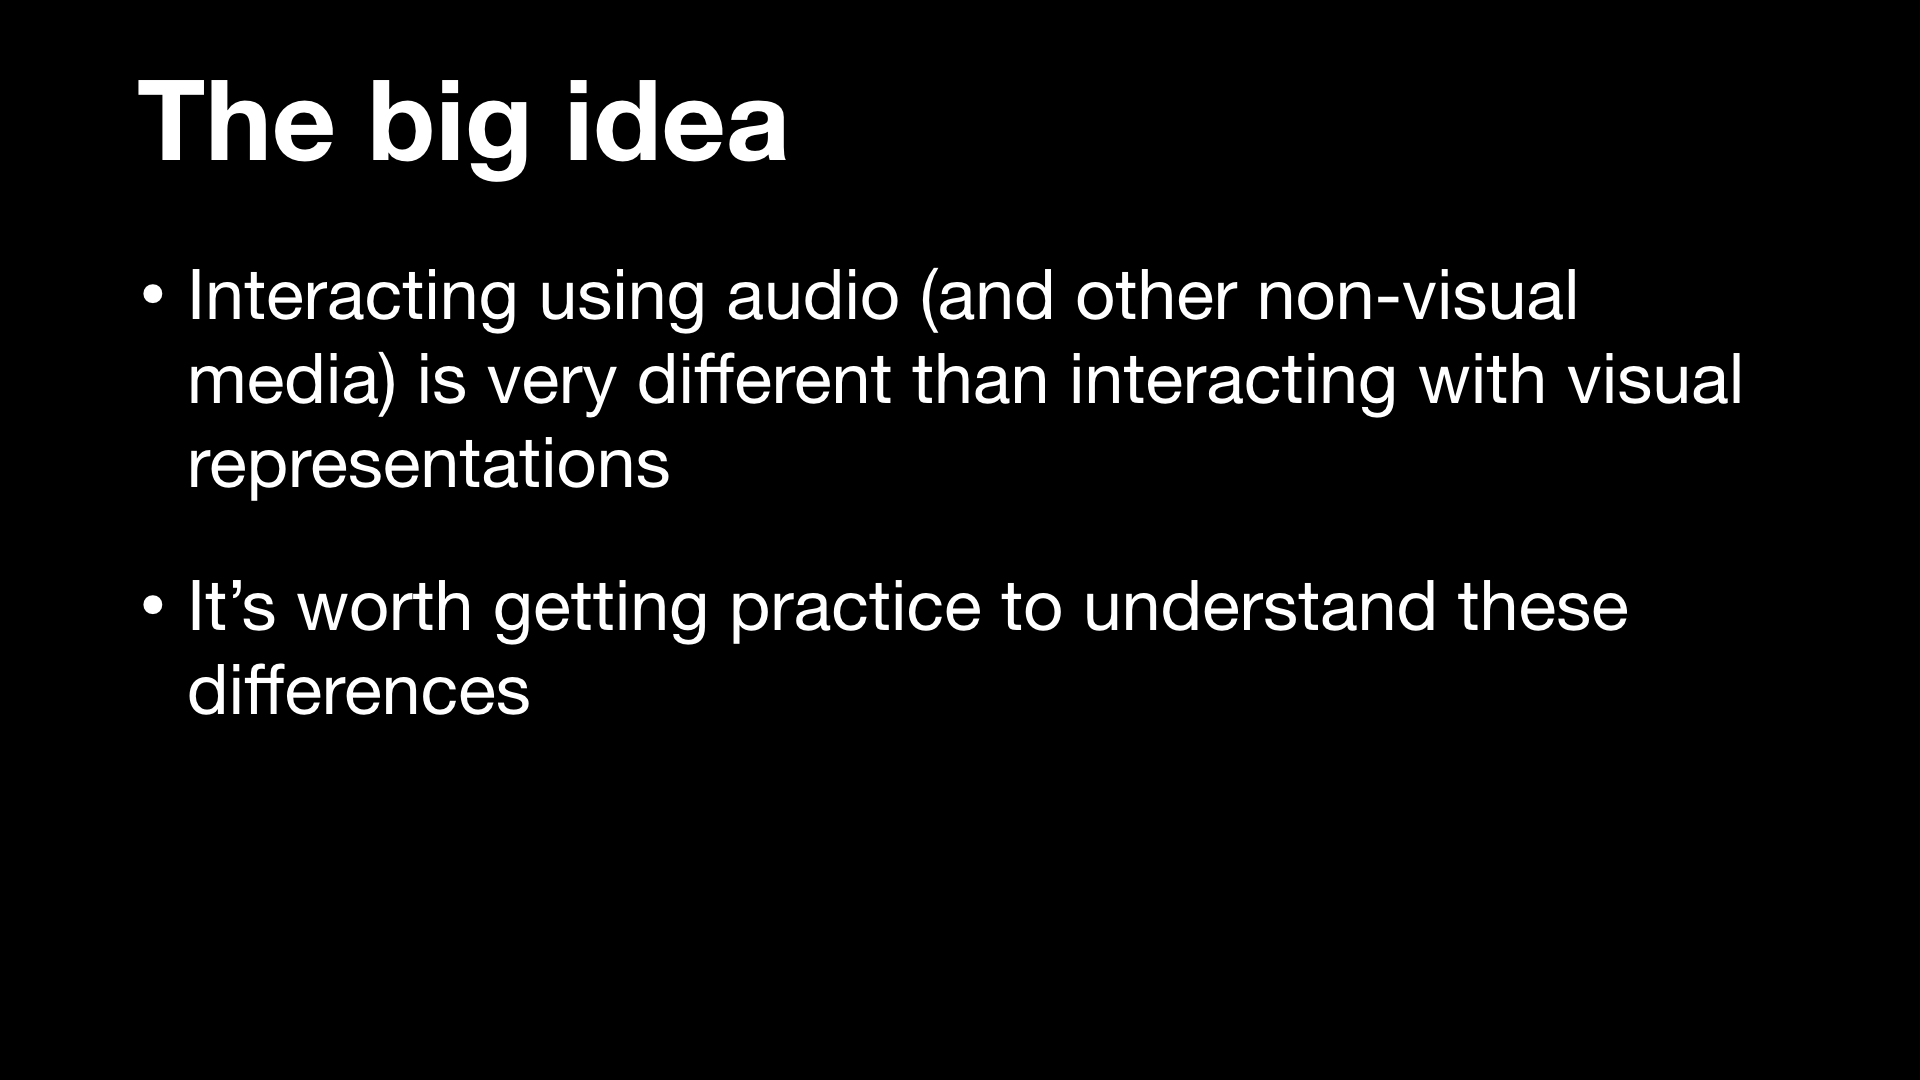 The big idea
• Interacting using audio (and other non-visual
media) is very different than interacting with visual
representations
• It’s worth getting practice to understand these
differences